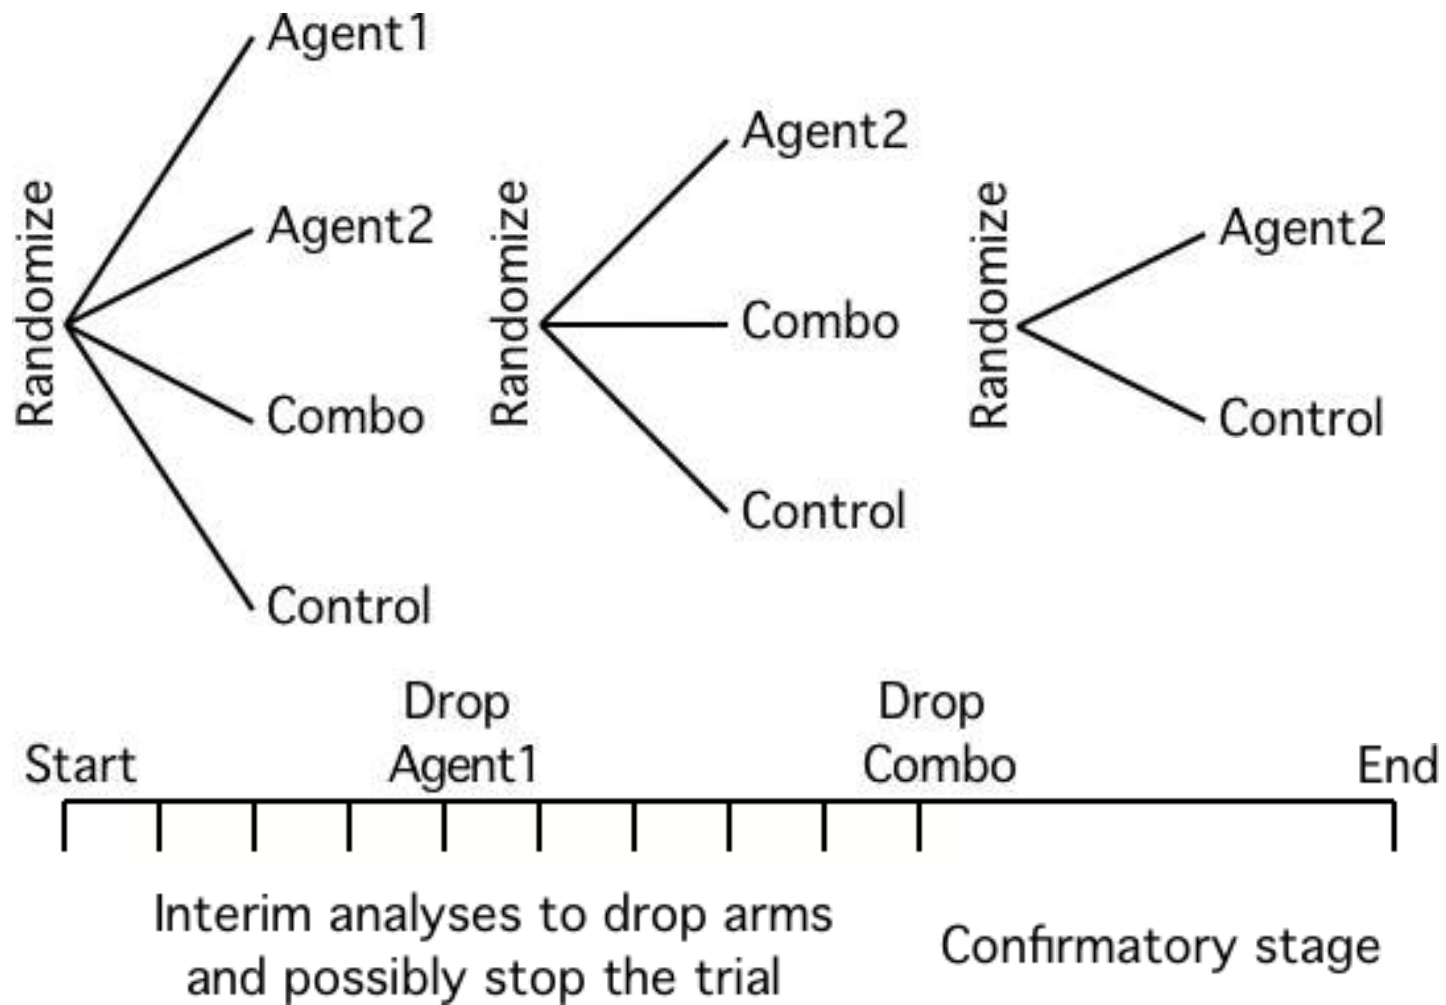 Randomize
Agent1
Agent2
Combo
Control
Randomize
Agent2
Combo
Control
Randomize
Agent2
Control
Start
Drop
Agent1
Drop
Combo
End
Interim analyses to drop arms
and possibly stop the trial
Confirmatory stage